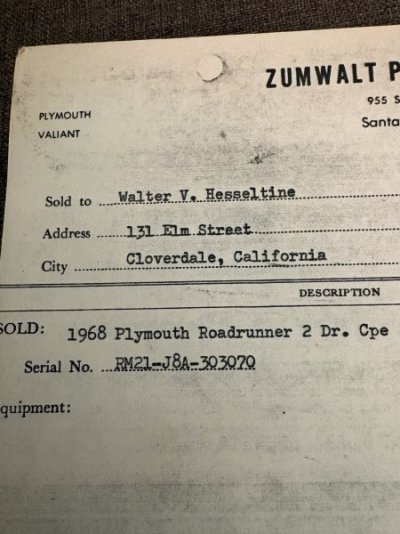 ZUMWALT P
955 S
PLYMOUTH
VALIANT
Santa
Sold to Walter V. Hesseltine
Address 131 Elm Street
City Cloverdale, California
DESCRIPTION
SOLD: 1968 Plymouth Roadrunner 2 Dr. Cpe
Serial No. RM21-J8A-303070
quipment: